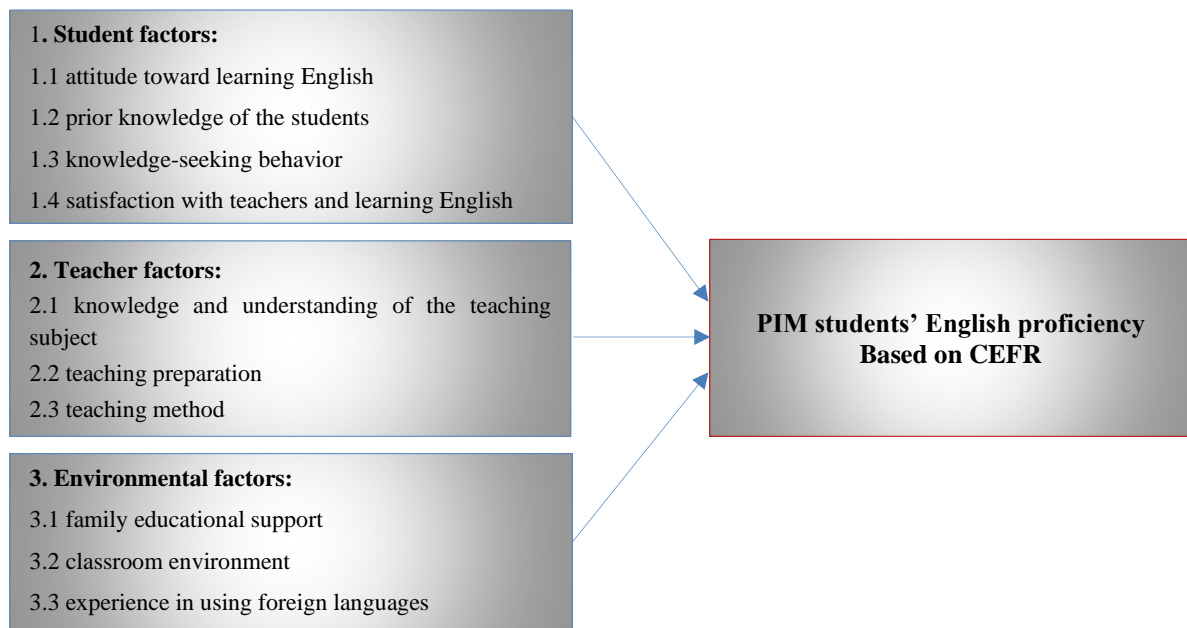 1. Student factors:
1.1 attitude toward learning English
1.2 prior knowledge of the students
1.3 knowledge-seeking behavior
1.4 satisfaction with teachers and learning English
2. Teacher factors:
2.1 knowledge and understanding of the teaching
subject
2.2 teaching preparation
2.3 teaching method
3. Environmental factors:
3.1 family educational support
3.2 classroom environment
3.3 experience in using foreign languages
PIM students’ English proficiency
Based on CEFR